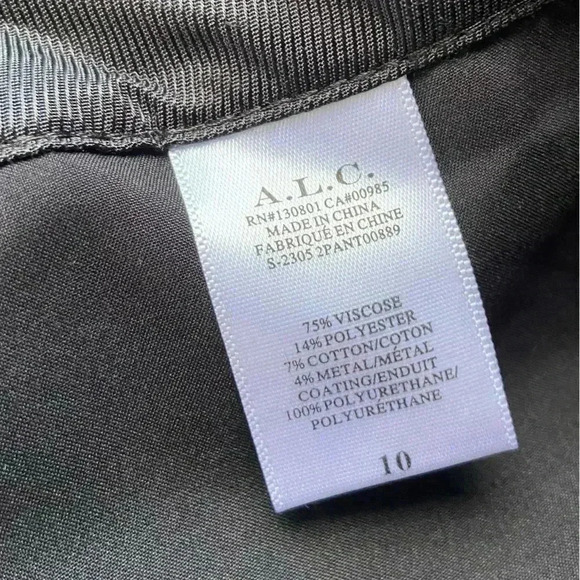 A.L.C.
RN#130801 CA#00985
MADE IN CHINA
FABRIQUÉ EN CHINE
S-2305 2PANT00889
75% VISCOSE
14% POLYESTER
7% COTTON/COTON
4% METAL/MÉTAL
COATING/ENDUIT
100% POLYURETHANE/
POLYURÉTHANE
10